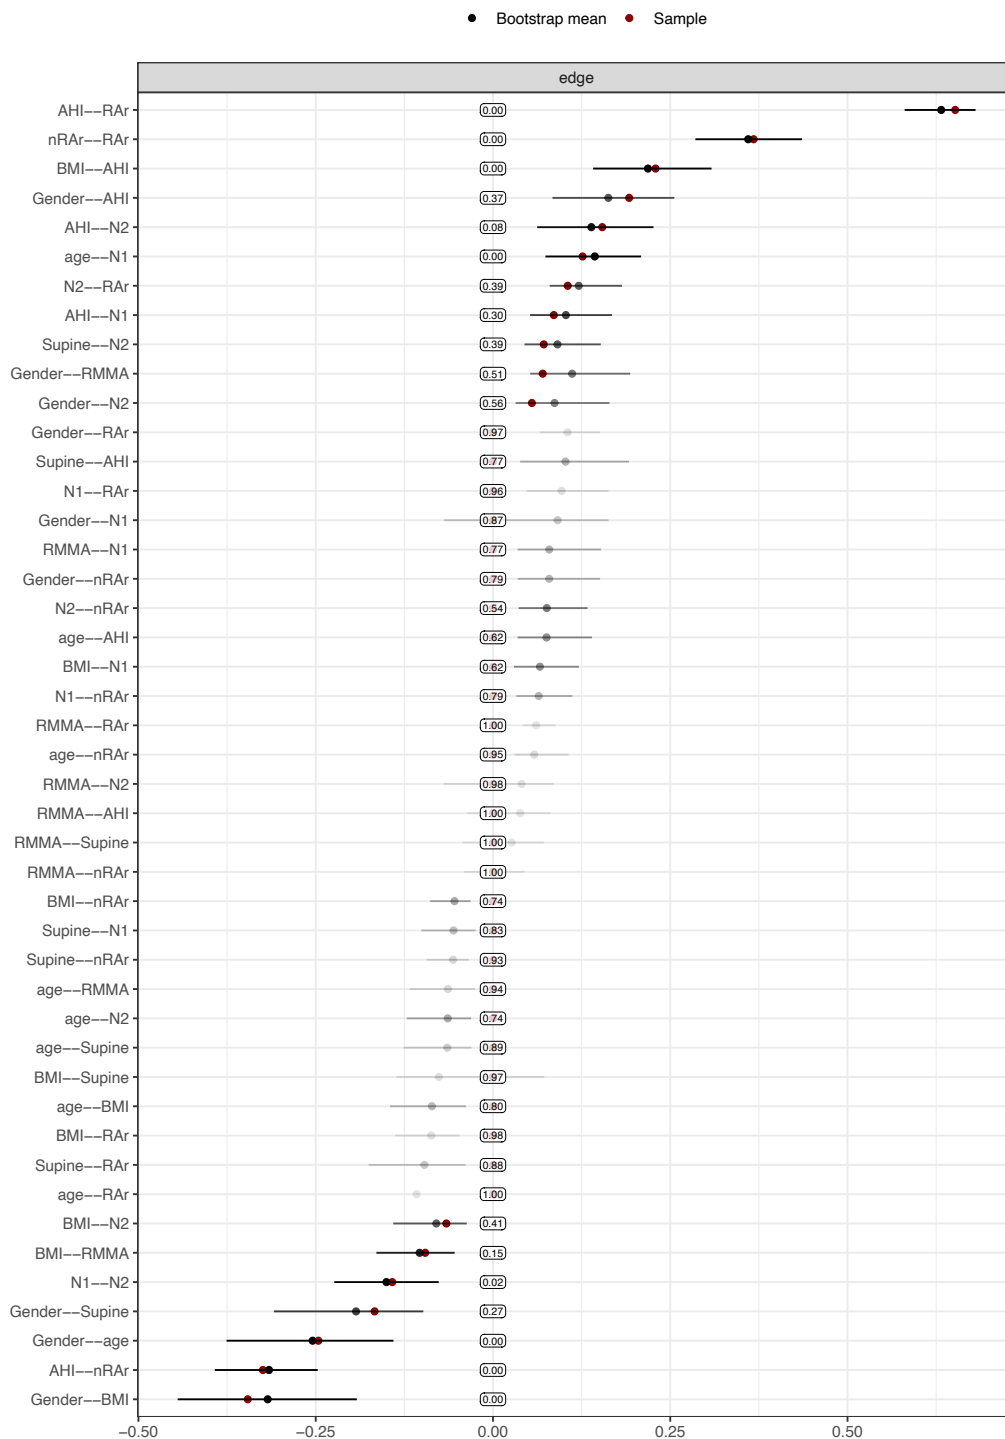 Bootstrap mean Sample
edge
AHI−−RAr 0.00
nRAr−−RAr 0.00
BMI−−AHI 0.00
Gender−−AHI 0.37
AHI−−N2 0.08
age−−N1 0.00
N2−−RAr 0.39
AHI−−N1 0.30
Supine−−N2 0.39
Gender−−RMMA 0.51
Gender−−N2 0.56
Gender−−RAr 0.97
Supine−−AHI 0.77
N1−−RAr 0.96
Gender−−N1 0.87
RMMA−−N1 0.77
Gender−−nRAr 0.79
N2−−nRAr 0.54
age−−AHI 0.62
BMI−−N1 0.62
N1−−nRAr 0.79
RMMA−−RAr 1.00
age−−nRAr 0.95
RMMA−−N2 0.98
RMMA−−AHI 1.00
RMMA−−Supine 1.00
RMMA−−nRAr 1.00
BMI−−nRAr 0.74
Supine−−N1 0.83
Supine−−nRAr 0.93
age−−RMMA 0.94
age−−N2 0.74
age−−Supine 0.89
BMI−−Supine 0.97
age−−BMI 0.80
BMI−−RAr 0.98
Supine−−RAr 0.88
age−−RAr 1.00
BMI−−N2 0.41
BMI−−RMMA 0.15
N1−−N2 0.02
Gender−−Supine 0.27
Gender−−age 0.00
AHI−−nRAr 0.00
Gender−−BMI 0.00
−0.50 −0.25 0.00 0.25 0.50